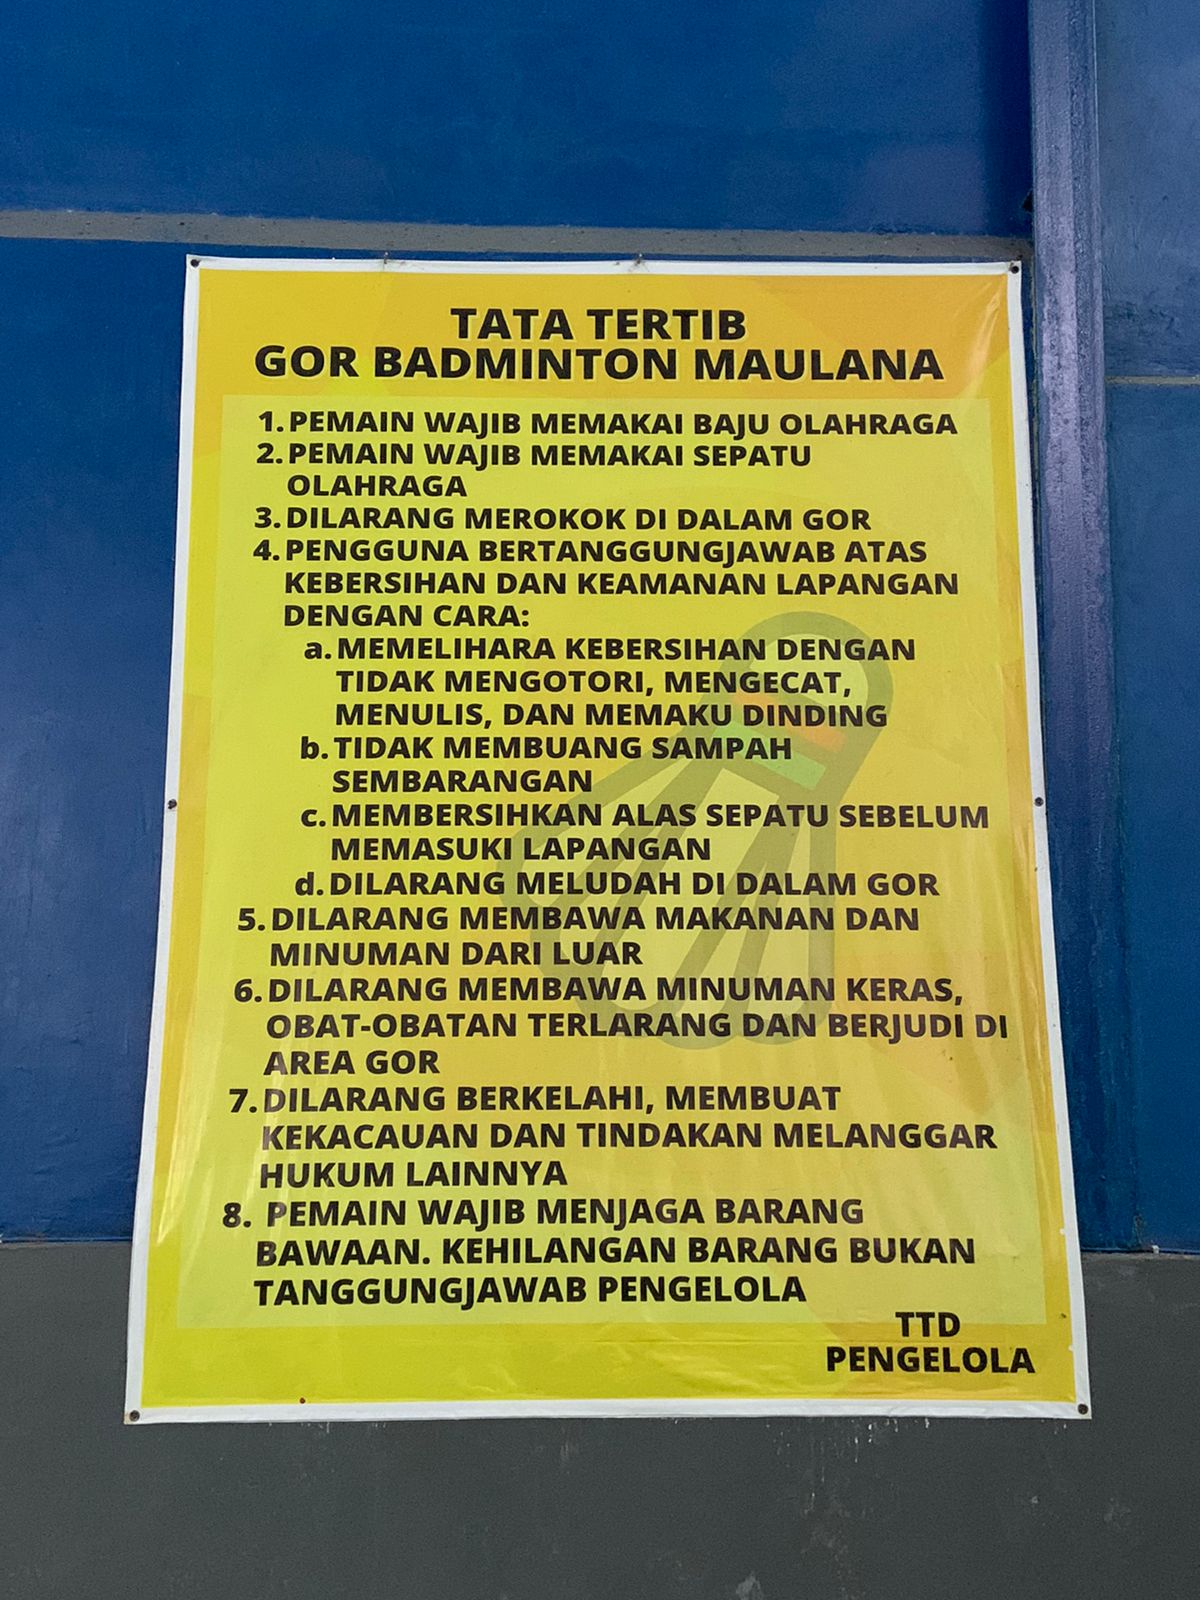 TATA TERTIB
GOR BADMINTON MAULANA
1. PEMAIN WAJIB MEMAKAI BAJU OLAHRAGA
2. PEMAIN WAJIB MEMAKAI SEPATU
OLAHRAGA
3. DILARANG MEROKOK DI DALAM GOR
4. PENGGUNA BERTANGGUNGJAWAB ATAS
KEBERSIHAN DAN KEAMANAN LAPANGAN
DENGAN CARA:
a. MEMELIHARA KEBERSIHAN DENGAN
TIDAK MENGOTORI, MENGECAT,
MENULIS, DAN MEMAKU DINDING
b. TIDAK MEMBUANG SAMPAH
SEMBARANGAN
c. MEMBERSIHKAN ALAS SEPATU SEBELUM
MEMASUKI LAPANGAN
d. DILARANG MELUDAH DI DALAM GOR
5. DILARANG MEMBAWA MAKANAN DAN
MINUMAN DARI LUAR
6. DILARANG MEMBAWA MINUMAN KERAS,
OBAT-OBATAN TERLARANG DAN BERJUDI DI
AREA GOR
7. DILARANG BERKELAHI, MEMBUAT
KEKACAUAN DAN TINDAKAN MELANGGAR
HUKUM LAINNYA
8. PEMAIN WAJIB MENJAGA BARANG
BAWAAN. KEHILANGAN BARANG BUKAN
TANGGUNGJAWAB PENGELOLA
TTD
PENGELOLA